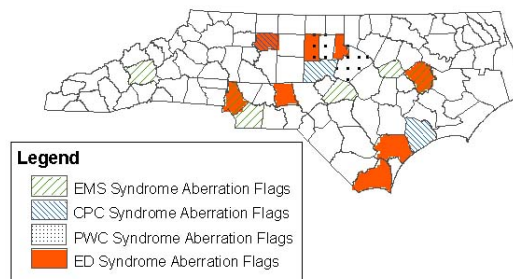 Legend
EMS Syndrome Aberration Flags
CPC Syndrome Aberration Flags
PWC Syndrome Aberration Flags
ED Syndrome Aberration Flags